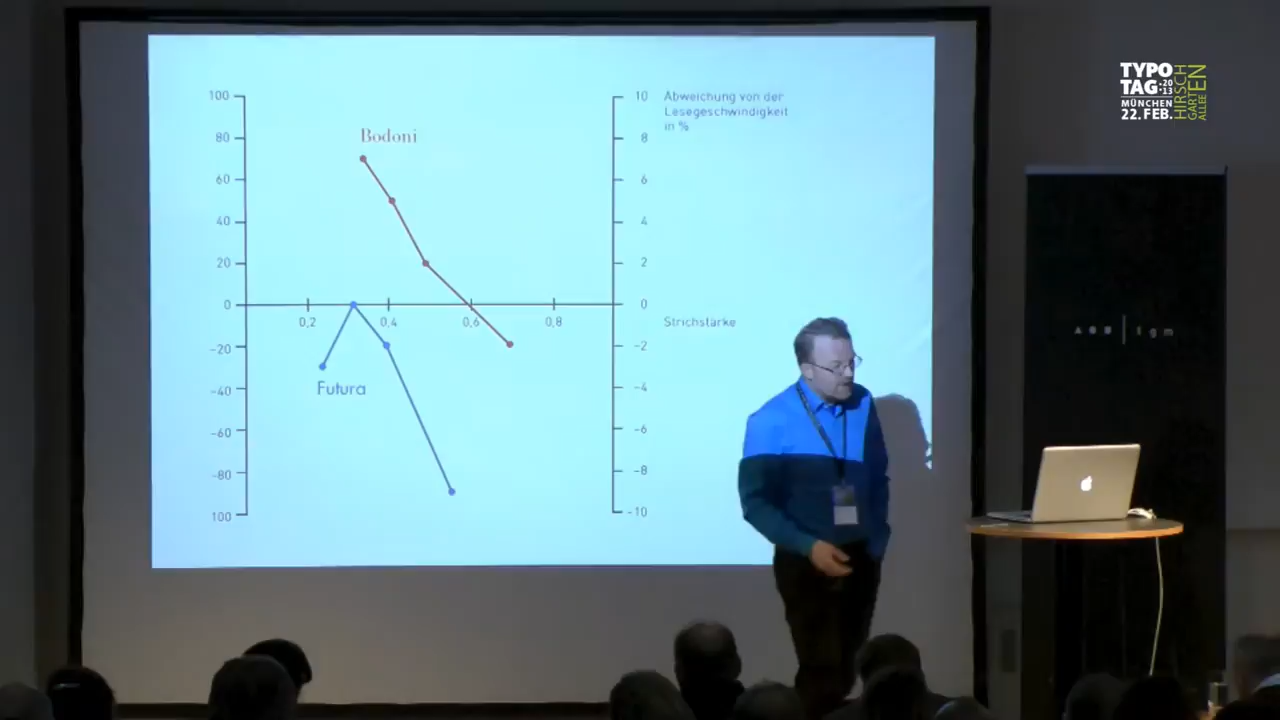 100
80
60
40
20
0
-20
-40
-60
-80
100
Bodoni
Futura
0,2
0,4
0,6
0,8
10
8
6
4
2
0
-2
-4
-6
-8
-10
Abweichung von der
Lesegeschwindigkeit
in %
Strichstärke
TYPO
TAG:20
13
MÜNCHEN
22. FEB.
HIRSCH
GARTEN
ALLEE
tgm